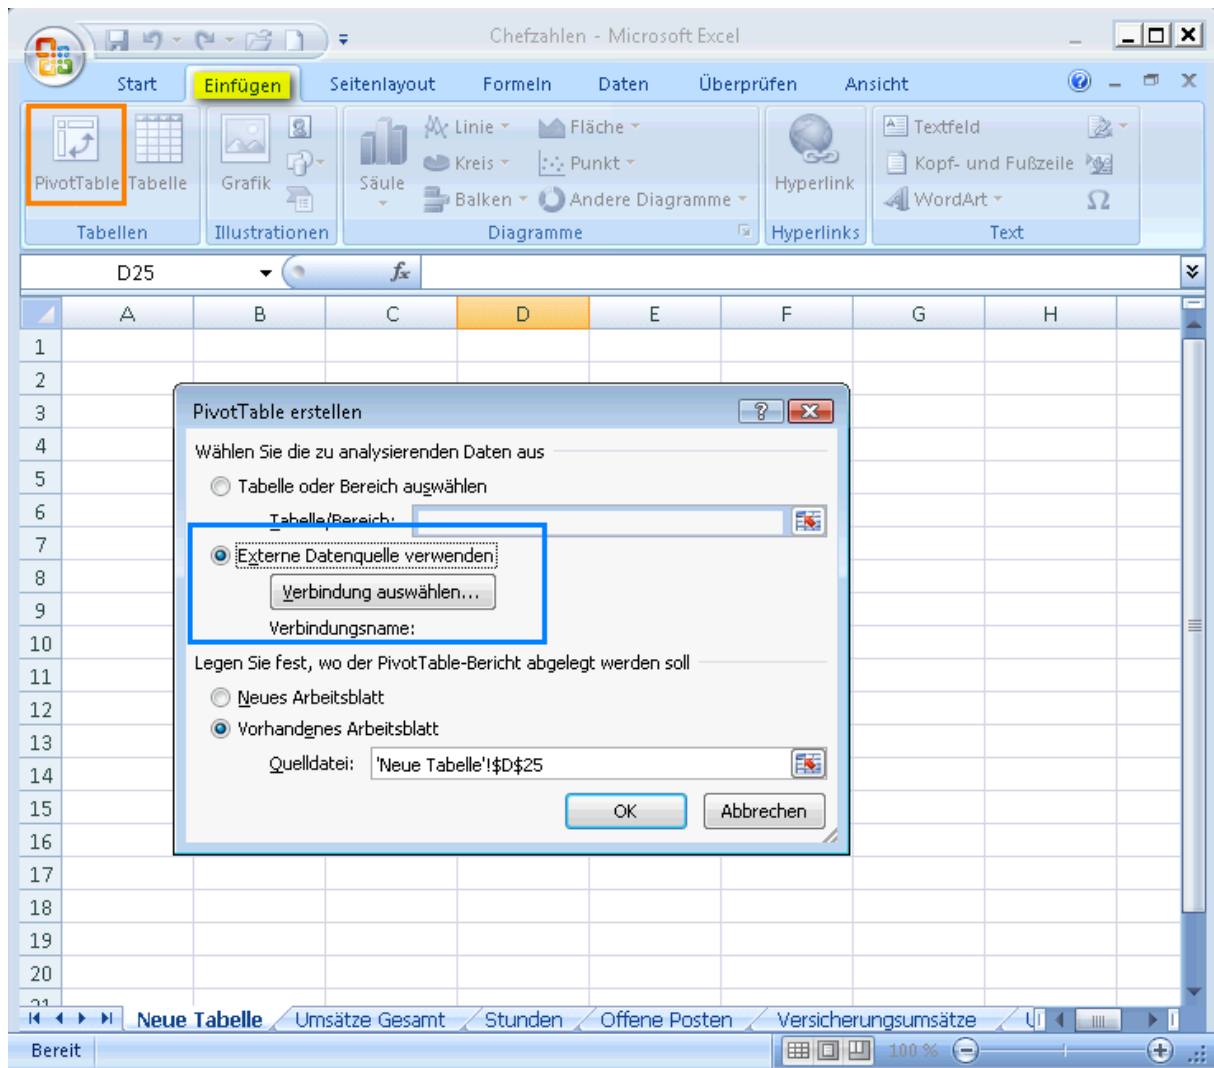 Chefzahlen - Microsoft Excel
Start Einfügen Seitenlayout Formeln Daten Überprüfen Ansicht
PivotTable Tabelle Grafik Säule Linie Fläche Hyperlink Textfeld
Kreis Punkt Kopf- und Fußzeile
Balken Andere Diagramme WordArt Ω
Tabellen Illustrationen Diagramme Hyperlinks Text
D25 fx
A B C D E F G H
1
2
3
4
5
6
7
8
9
10
11
12
13
14
15
16
17
18
19
20
21
PivotTable erstellen
Wählen Sie die zu analysierenden Daten aus
Tabelle oder Bereich auswählen
Tabelle/Bereich:
Externe Datenquelle verwenden
Verbindung auswählen...
Verbindungsname:
Legen Sie fest, wo der PivotTable-Bericht abgelegt werden soll
Neues Arbeitsblatt
Vorhandenes Arbeitsblatt
Quelldatei: 'Neue Tabelle'!$D$25
OK Abbrechen
Neue Tabelle Umsätze Gesamt Stunden Offene Posten Versicherungsumsätze
Bereit 100 %